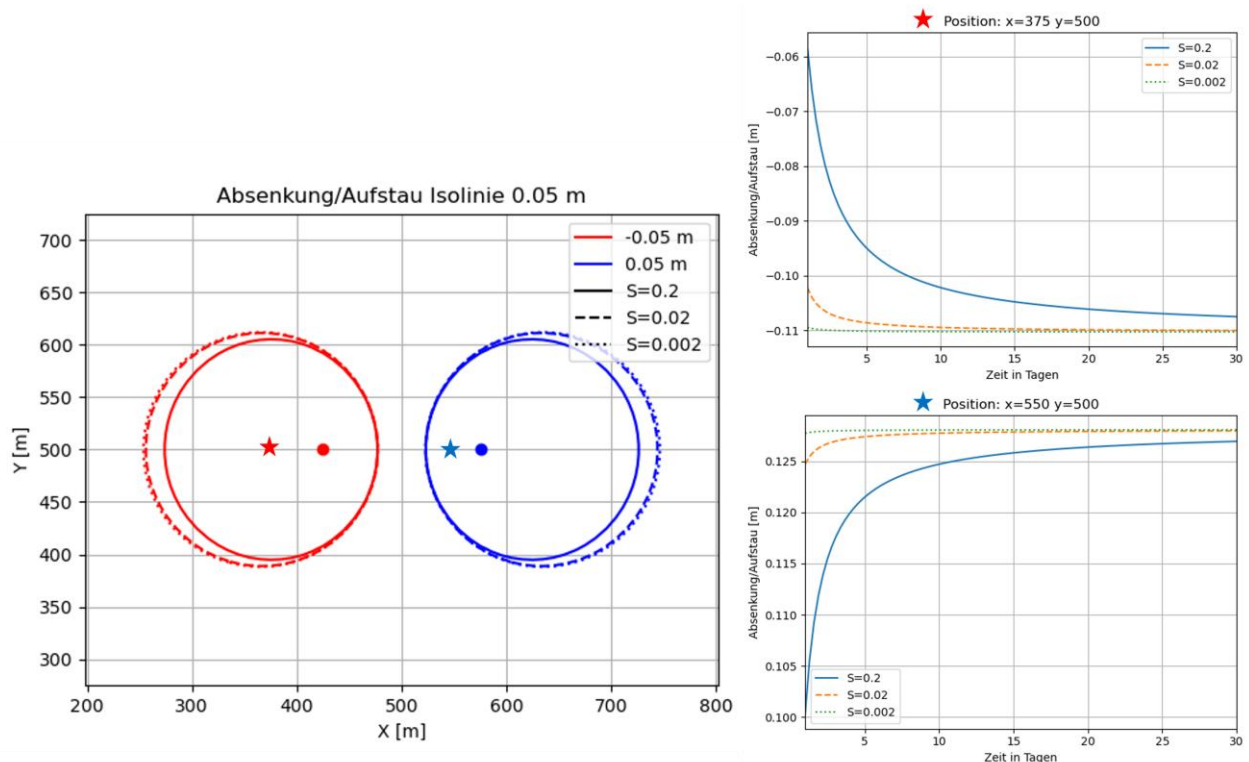 Absenkung/Aufstau Isolinie 0.05 m
-0.05 m
0.05 m
S=0.2
S=0.02
S=0.002
700
650
600
550
500
450
400
350
300
Y [m]
200 300 400 500 600 700 800
X [m]
Position: x=375 y=500
S=0.2
S=0.02
S=0.002
−0.06
−0.07
−0.08
−0.09
−0.10
−0.11
Absenkung/Aufstau [m]
5 10 15 20 25 30
Zeit in Tagen
Position: x=550 y=500
0.125
0.120
0.115
0.110
0.105
0.100
Absenkung/Aufstau [m]
S=0.2
S=0.02
S=0.002
5 10 15 20 25 30
Zeit in Tagen